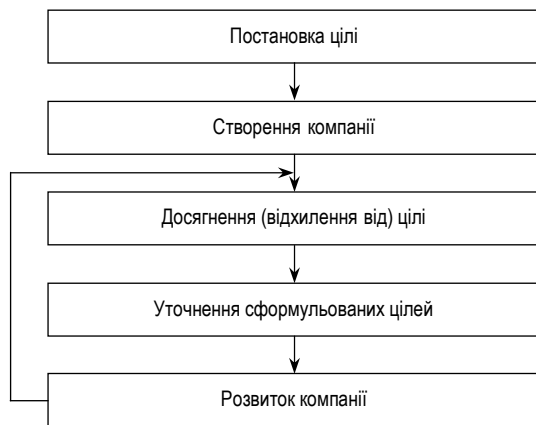 Постановка цілі
Створення компанії
Досягнення (відхилення від) цілі
Уточнення сформульованих цілей
Розвиток компанії